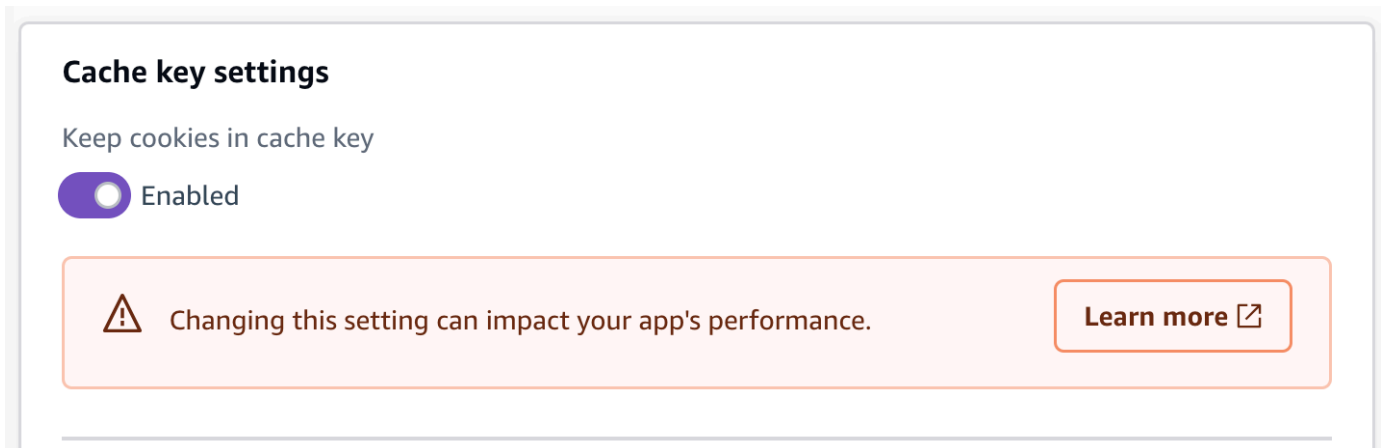 Cache key settings
Keep cookies in cache key
Enabled
Changing this setting can impact your app's performance.
Learn more